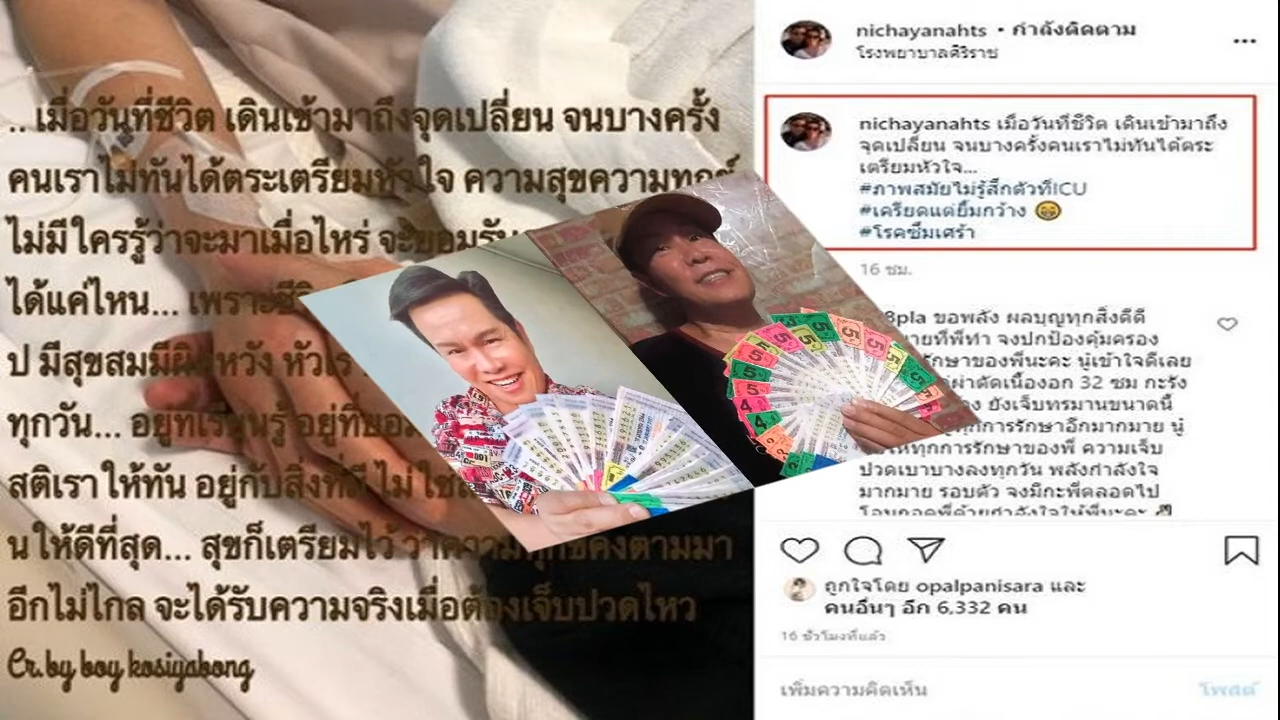 .. เมื่อวันที่ชีวิต เดินเข้ามาถึงจุดเปลี่ยน จนบางครั้ง
คนเราไม่ทันได้ตระเตรียมหัวใจ ความสุขความทุกข์
ไม่มีใครรู้ว่าจะมาเมื่อไหร่ จะยอมรับ
ได้แค่ไหน... เพราะชีวิ
ป มีสุขสมมีผิดหวัง หัวเร
ทุกวัน... อยู่ที่เรียนรู้ อยู่ที่ยอม
สติเราให้ทัน อยู่กับสิ่งที่มี ไม่ใช่
นให้ดีที่สุด... สุขก็เตรียมไว้ ว่าความทุกข์คงตามมา
อีกไม่ไกล จะได้รับความจริงเมื่อต้องเจ็บปวดไหว
Cr.by boy kosiyabong
nichayanahts • กำลังติดตาม
โรงพยาบาลศิริราช
nichayanahts เมื่อวันที่ชีวิต เดินเข้ามาถึง
จุดเปลี่ยน จนบางครั้งคนเราไม่ทันได้ตระ
เตรียมหัวใจ...
#ภาพสมัยไม่รู้สึกตัวที่ICU
#เครียดแต่ยิ้มกว้าง 😁
#โรคซึมเศร้า
16 ชม.
8pla ขอพลัง ผลบุญทุกสิ่งดีดี
ายที่พี่ทำ จงปกป้องคุ้มครอง
รักษาของพี่นะคะ นู๋เข้าใจดีเลย
ผ่าตัดเนื้องอก 32 ซม กะรัง
ยังเจ็บทรมานขนาดนี้
การรักษาอีกมากมาย นู๋
ให้ทุกการรักษาของพี่ ความเจ็บ
ปวดเบาบางลงทุกวัน พลังกำลังใจ
มากมาย รอบตัว จงมีกะพี่ตลอดไป
โอบกอดพี่ด้วยกำลังใจให้พี่นะคะ
ถูกใจโดย opalpanisara และ
คนอื่นๆ อีก 6,332 คน
16 ชั่วโมงที่แล้ว
เพิ่มความคิดเห็น
โพสต์